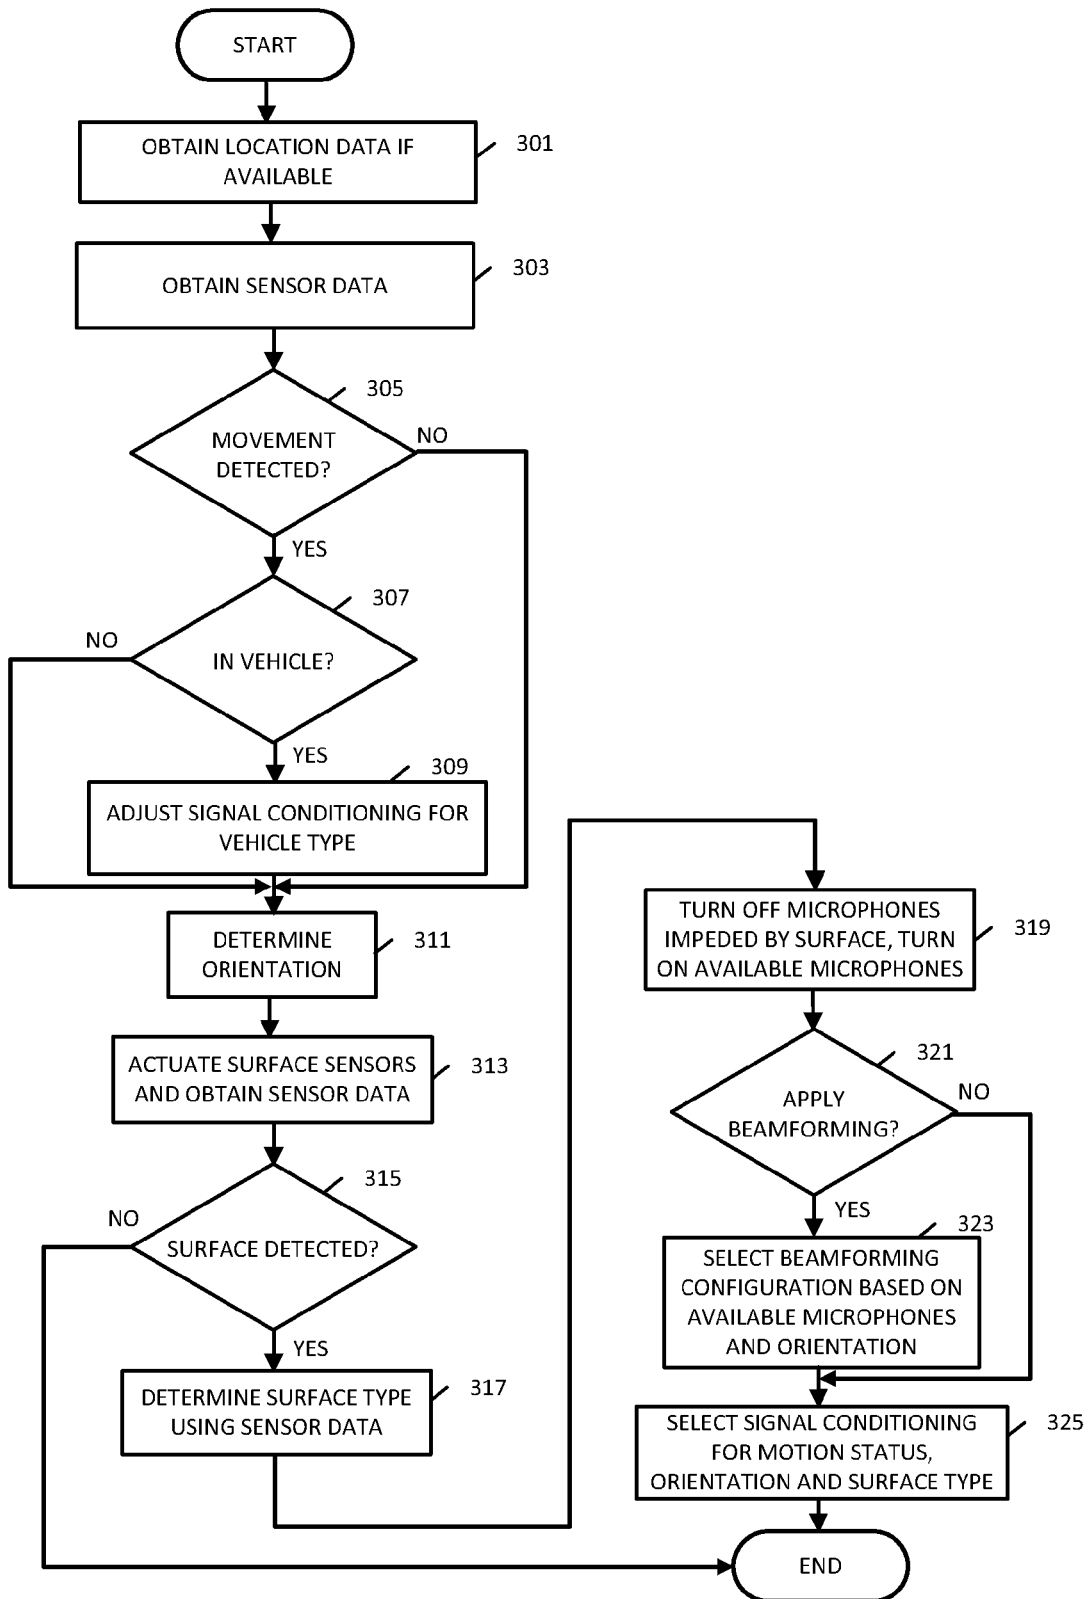 START
OBTAIN LOCATION DATA IF
AVAILABLE
301
OBTAIN SENSOR DATA
303
305
MOVEMENT
DETECTED?
NO
YES
307
NO
IN VEHICLE?
YES
309
ADJUST SIGNAL CONDITIONING FOR
VEHICLE TYPE
DETERMINE
ORIENTATION
311
ACTUATE SURFACE SENSORS
AND OBTAIN SENSOR DATA
313
315
NO
SURFACE DETECTED?
YES
DETERMINE SURFACE TYPE
USING SENSOR DATA
317
TURN OFF MICROPHONES
IMPEDED BY SURFACE, TURN
ON AVAILABLE MICROPHONES
319
321
APPLY
BEAMFORMING?
NO
YES
323
SELECT BEAMFORMING
CONFIGURATION BASED ON
AVAILABLE MICROPHONES
AND ORIENTATION
SELECT SIGNAL CONDITIONING
FOR MOTION STATUS,
ORIENTATION AND SURFACE TYPE
325
END